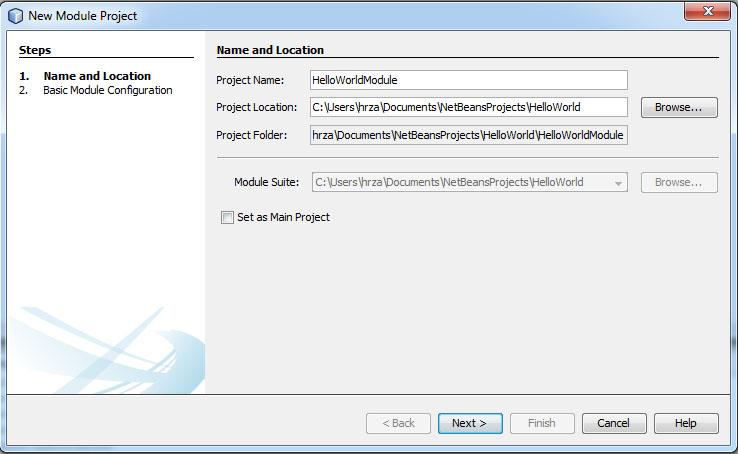 New Module Project
X
Steps
1. Name and Location
2. Basic Module Configuration
Name and Location
Project Name: HelloWorldModule
Project Location: C:\Users\hrza\Documents\NetBeansProjects\HelloWorld Browse...
Project Folder: hrza\Documents\NetBeansProjects\HelloWorld\HelloWorldModule
Module Suite: C:\Users\hrza\Documents\NetBeansProjects\HelloWorld Browse...
Set as Main Project
< Back Next > Finish Cancel Help